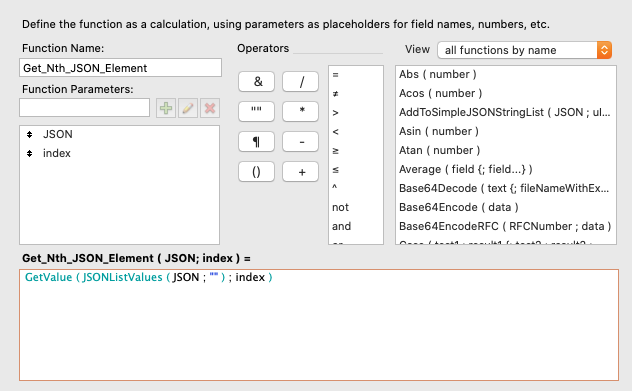 Define the function as a calculation, using parameters as placeholders for field names, numbers, etc.
Function Name:
Get_Nth_JSON_Element
Function Parameters:
JSON
index
Operators
& /
"" *
¶ -
() +
=
≠
>
<
≥
≤
^
not
and
View all functions by name
Abs ( number )
Acos ( number )
AddToSimpleJSONStringList ( JSON ; ul...
Asin ( number )
Atan ( number )
Average ( field {; field...} )
Base64Decode ( text {; fileNameWithEx...
Base64Encode ( data )
Base64EncodeRFC ( RFCNumber ; data )
Get_Nth_JSON_Element ( JSON; index ) =
GetValue ( JSONListValues ( JSON ; "" ) ; index )